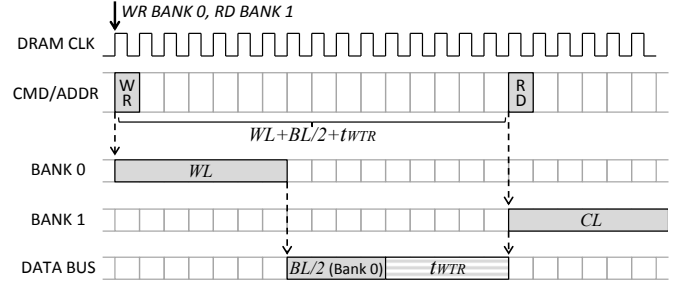 WR BANK 0, RD BANK 1
DRAM CLK
CMD/ADDR
W
R
R
D
WL+BL/2+tWTR
BANK 0
WL
BANK 1
CL
DATA BUS
BL/2 (Bank 0)
tWTR